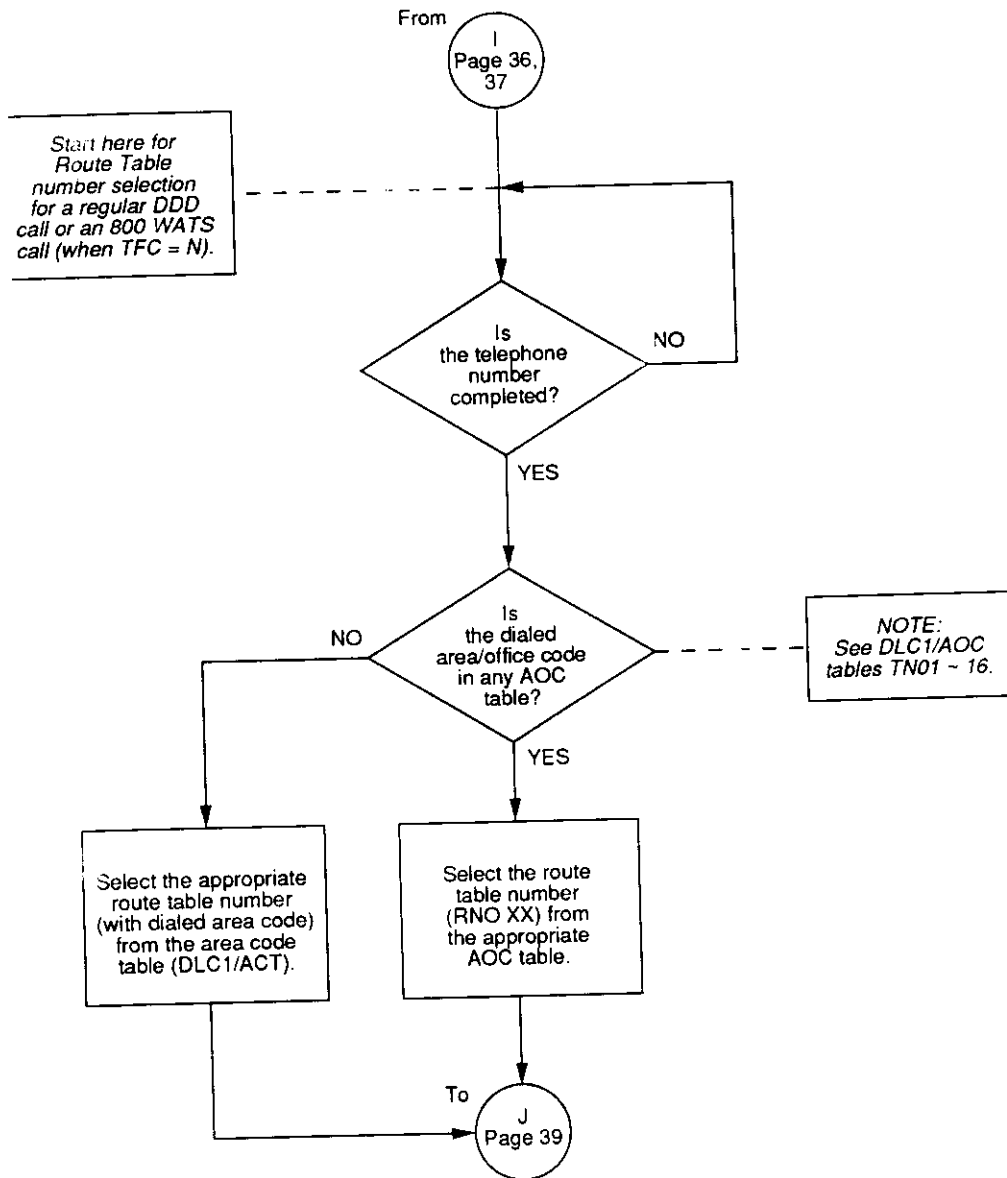 From
I
Page 36,
37
Start here for
Route Table
number selection
for a regular DDD
call or an 800 WATS
call (when TFC = N).
Is
the telephone
number
completed?
NO
YES
Is
the dialed
area/office code
in any AOC
table?
NO
YES
NOTE:
See DLC1/AOC
tables TN01 ~ 16.
Select the appropriate
route table number
(with dialed area code)
from the area code
table (DLC1/ACT).
Select the route
table number
(RNO XX) from
the appropriate
AOC table.
To
J
Page 39